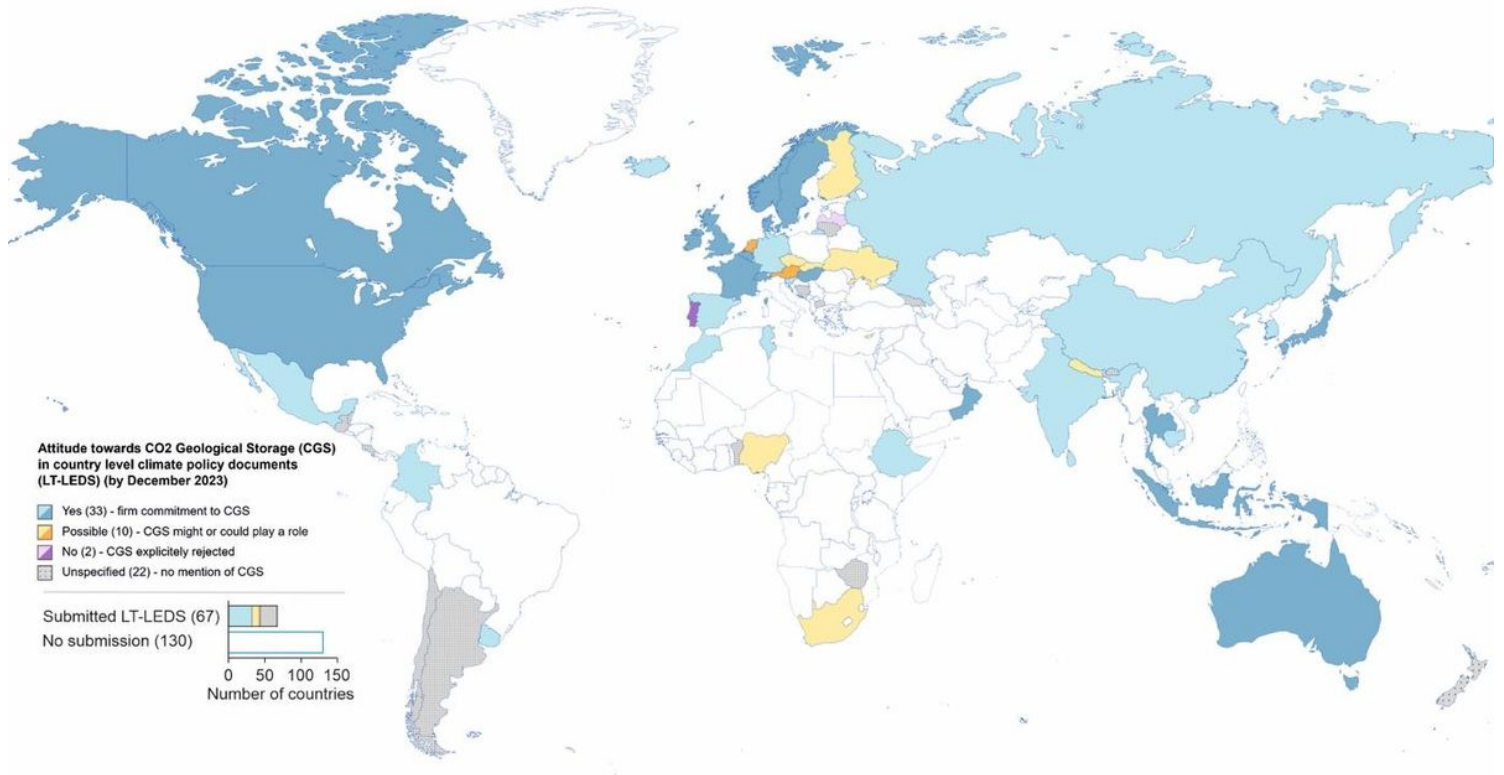 Attitude towards CO2 Geological Storage (CGS)
in country level climate policy documents
(LT-LEDS) (by December 2023)
Yes (33) - firm commitment to CGS
Possible (10) - CGS might or could play a role
No (2) - CGS explicitely rejected
Unspecified (22) - no mention of CGS
Submitted LT-LEDS (67)
No submission (130)
0 50 100 150
Number of countries